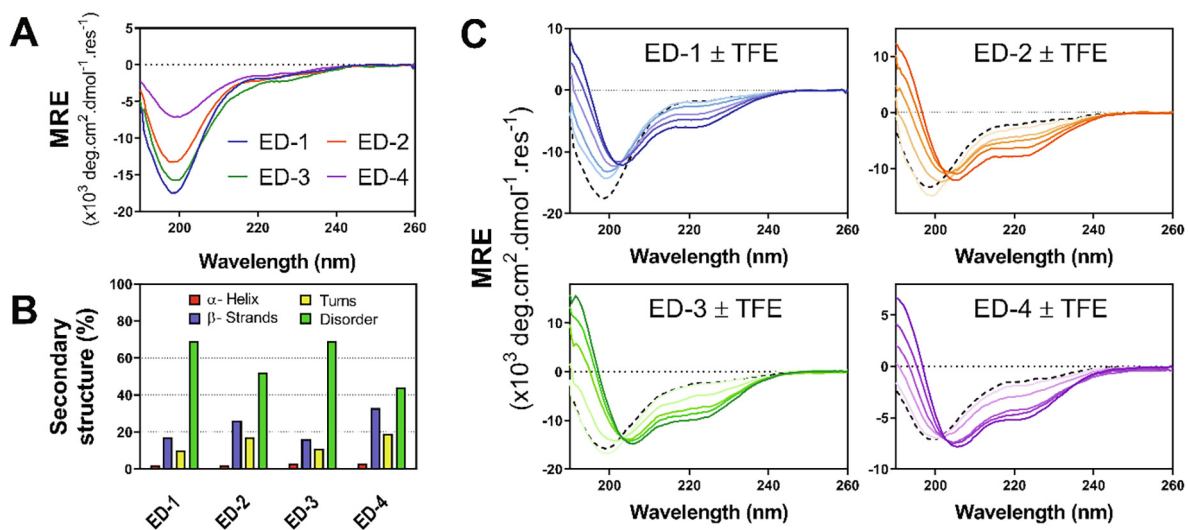 A
MRE
(x10³ deg.cm².dmol⁻¹.res⁻¹)
5
0
-5
-10
-15
-20
ED-1
ED-2
ED-3
ED-4
200
220
240
260
Wavelength (nm)
B
Secondary
structure (%)
100
80
60
40
20
0
α- Helix
Turns
β- Strands
Disorder
ED-1
ED-2
ED-3
ED-4
C
MRE
(x10³ deg.cm².dmol⁻¹.res⁻¹)
ED-1 ± TFE
10
0
-10
-20
200
220
240
260
Wavelength (nm)
ED-2 ± TFE
10
0
-10
200
220
240
260
Wavelength (nm)
ED-3 ± TFE
20
10
0
-10
-20
200
220
240
260
Wavelength (nm)
ED-4 ± TFE
5
0
-5
-10
200
220
240
260
Wavelength (nm)